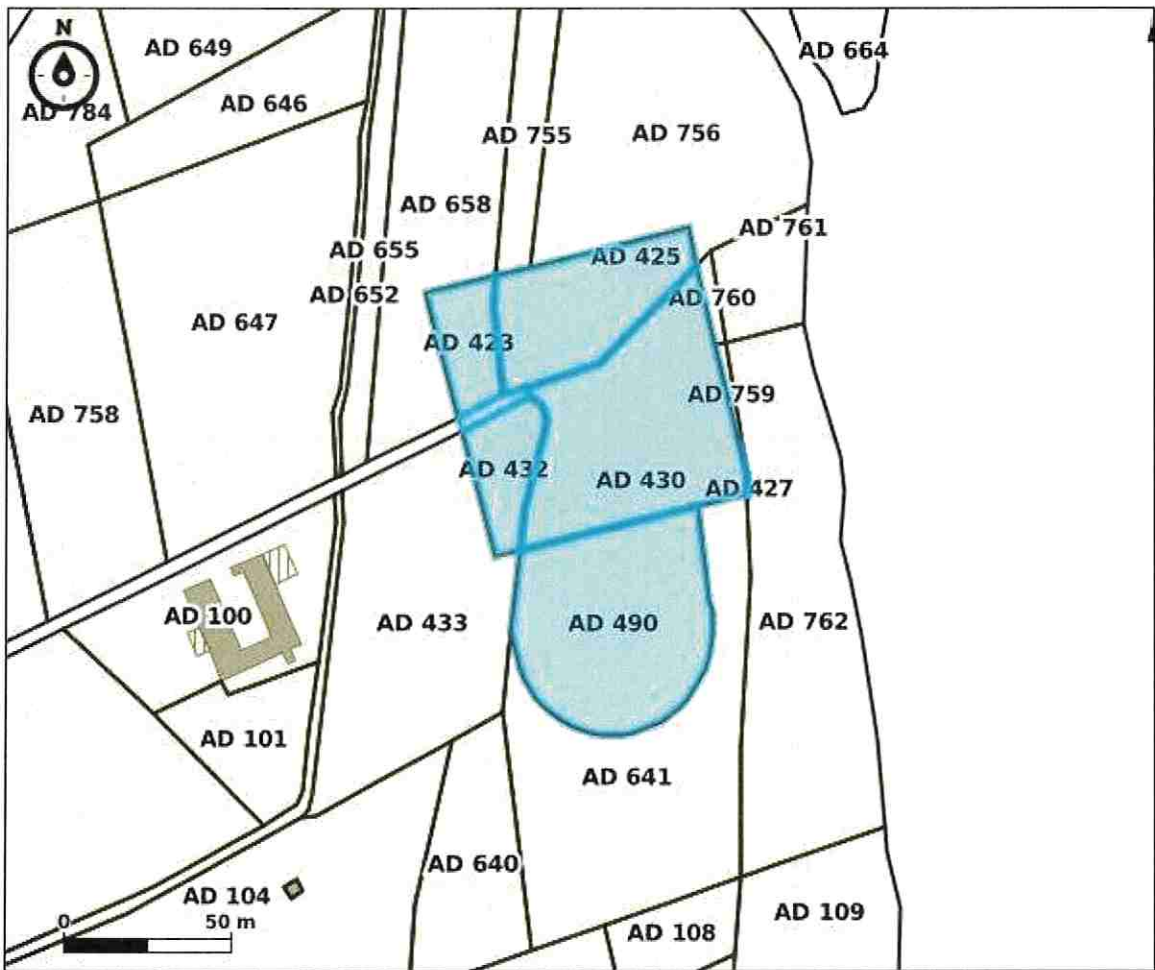 N
AD 649
AD 664
AD 646
AD 784
AD 755
AD 756
AD 658
AD 761
AD 655
AD 425
AD 652
AD 760
AD 647
AD 423
AD 759
AD 758
AD 432
AD 430
AD 427
AD 100
AD 433
AD 490
AD 762
AD 101
AD 641
AD 640
AD 104
AD 109
0
50 m
AD 108